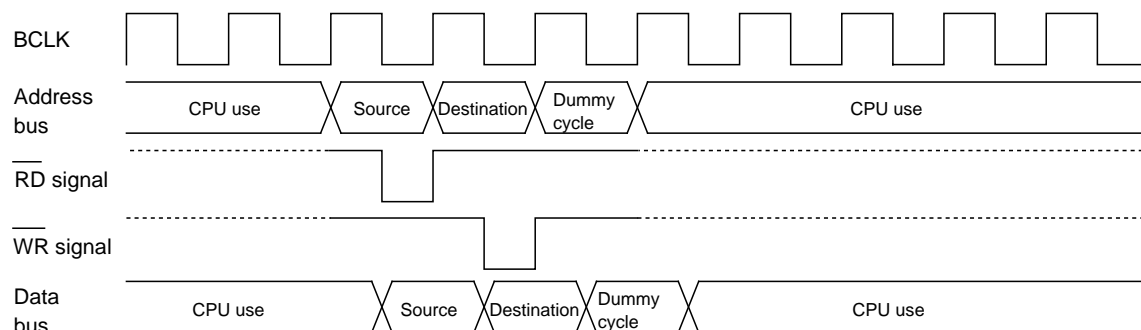 BCLK
Address
bus
CPU use
Source
Destination
Dummy
cycle
CPU use
RD signal
WR signal
Data
bus
CPU use
Source
Destination
Dummy
cycle
CPU use